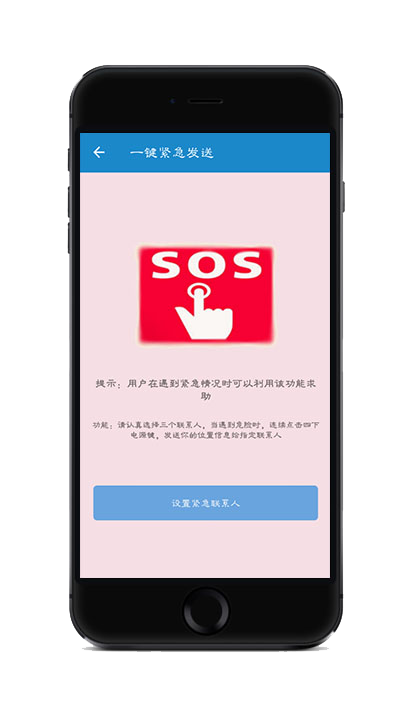 一键紧急发送
SOS
提示：用户在遇到紧急情况时可以利用该功能求
助
功能：请认真选择三个联系人，当遇到危险时，连续点击四下
电源键，发送你的位置信息给指定联系人
设置紧急联系人